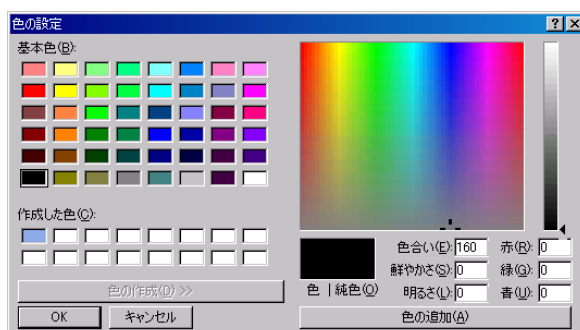 色の設定
基本色(B):
作成した色(C):
色の作成(D) >>
OK キャンセル
色 | 純色(O)
色合い(E): 160 赤(R): 0
鮮やかさ(S): 0 緑(G): 0
明るさ(L): 0 青(U): 0
色の追加(A)